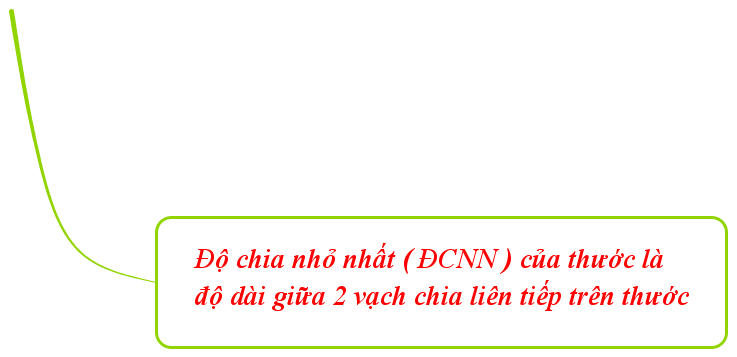 Độ chia nhỏ nhất ( ĐCNN ) của thước là
độ dài giữa 2 vạch chia liên tiếp trên thước